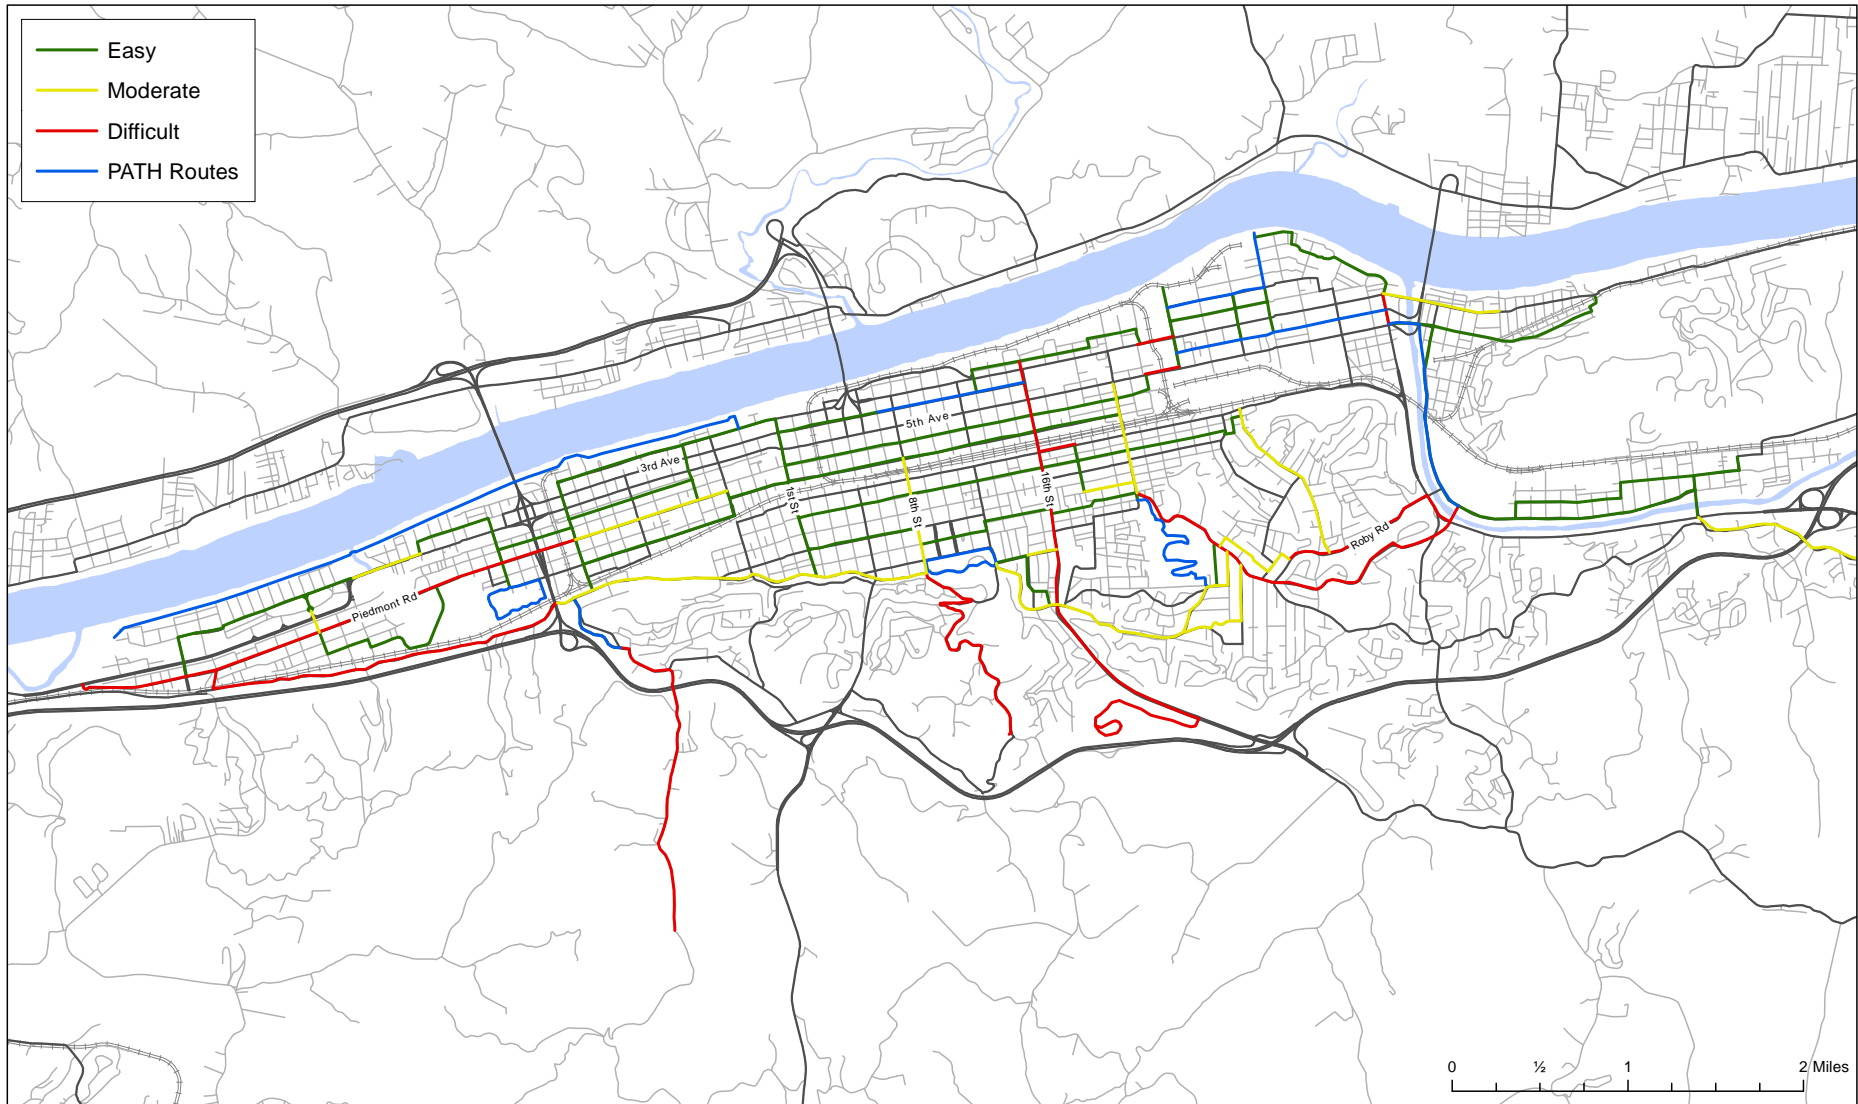 Easy
Moderate
Difficult
PATH Routes
5th Ave
3rd Ave
1st St
8th St
16th St
Roby Rd
Piedmont Rd
0 ½ 1 2 Miles